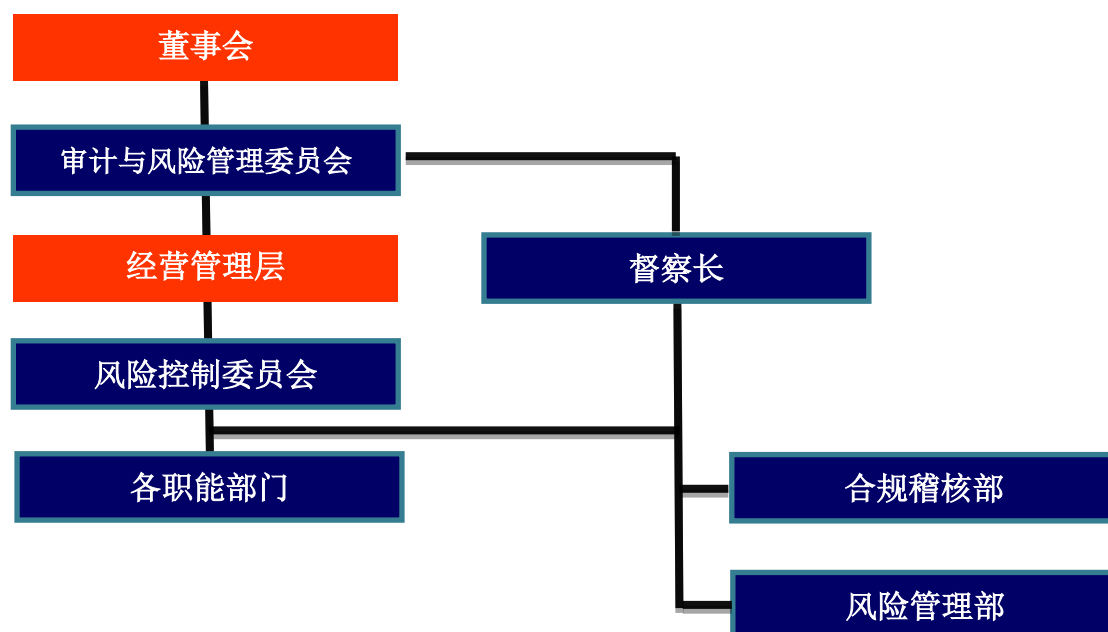 董事会
审计与风险管理委员会
经营管理层
督察长
风险控制委员会
各职能部门
合规稽核部
风险管理部